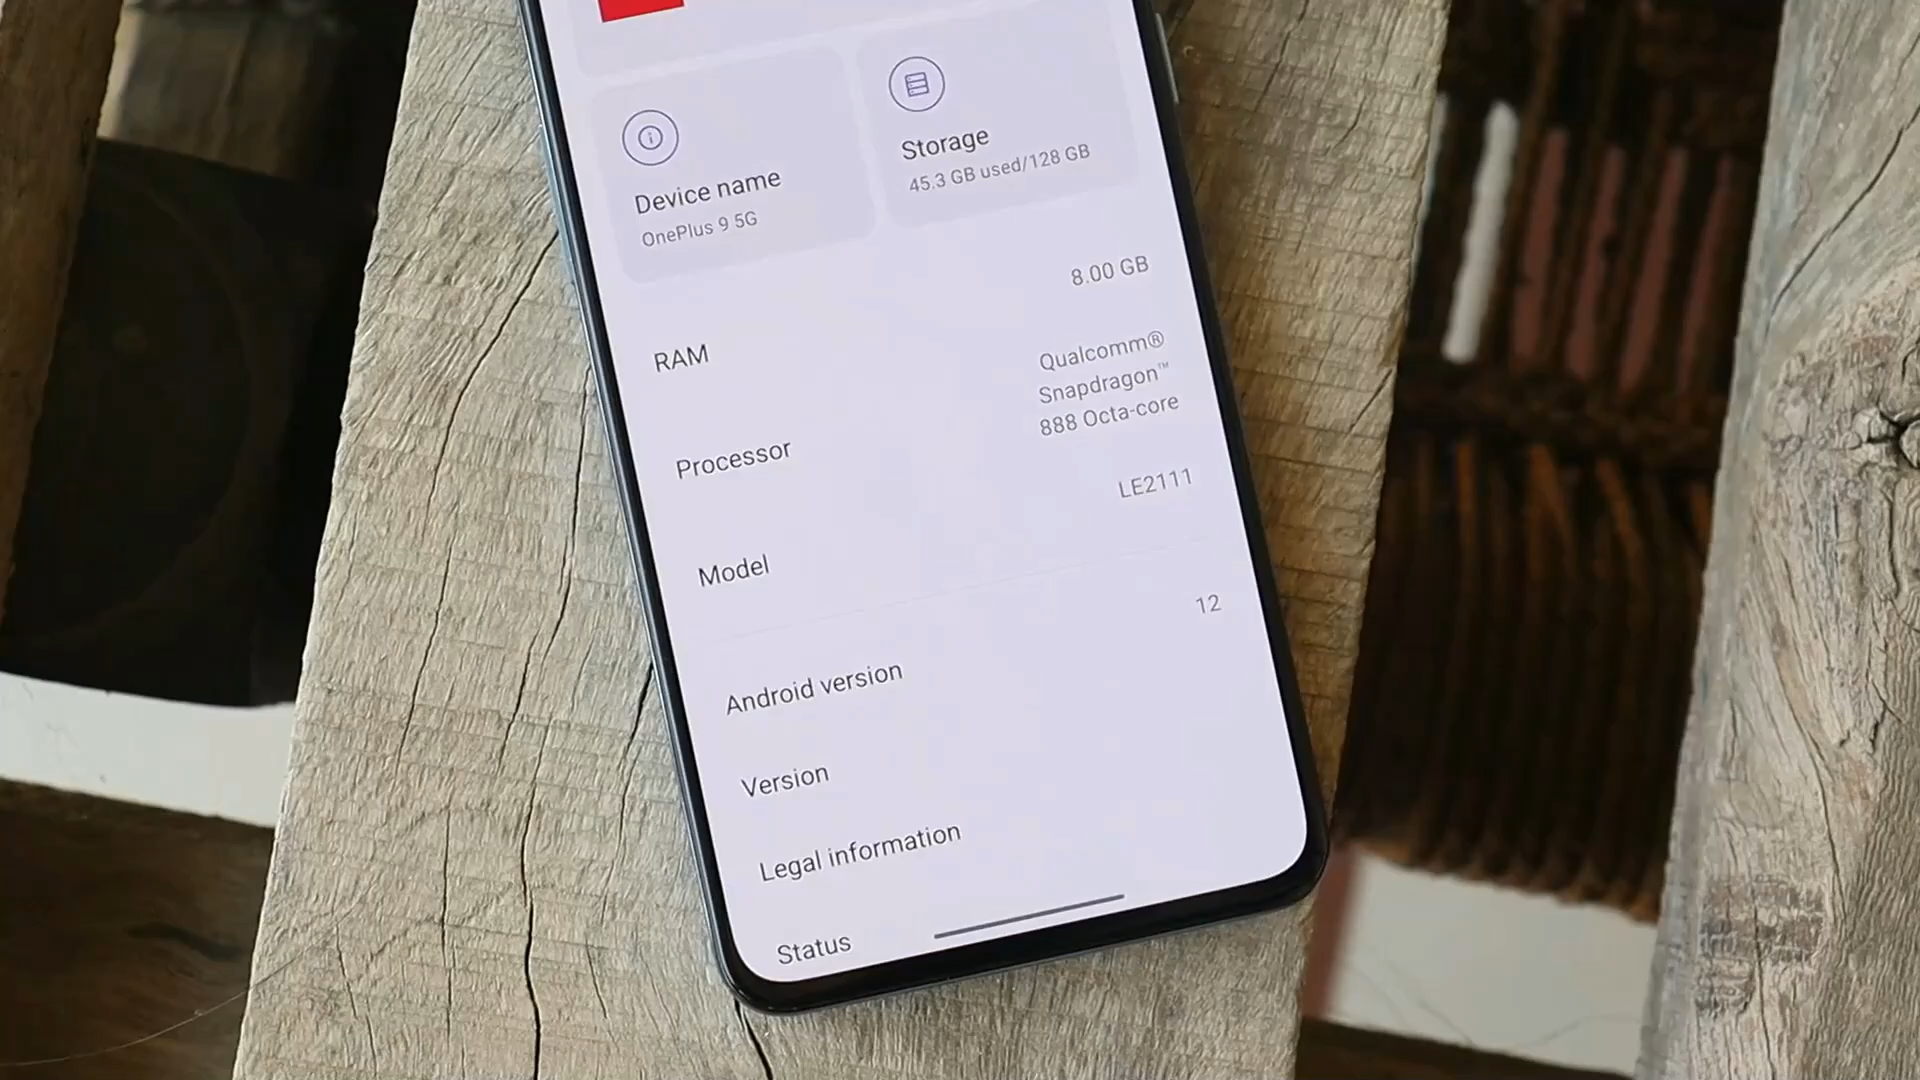 Device name
OnePlus 9 5G
Storage
45.3 GB used/128 GB
RAM
8.00 GB
Processor
Qualcomm®
Snapdragon™
888 Octa-core
Model
LE2111
Android version
12
Version
Legal information
Status